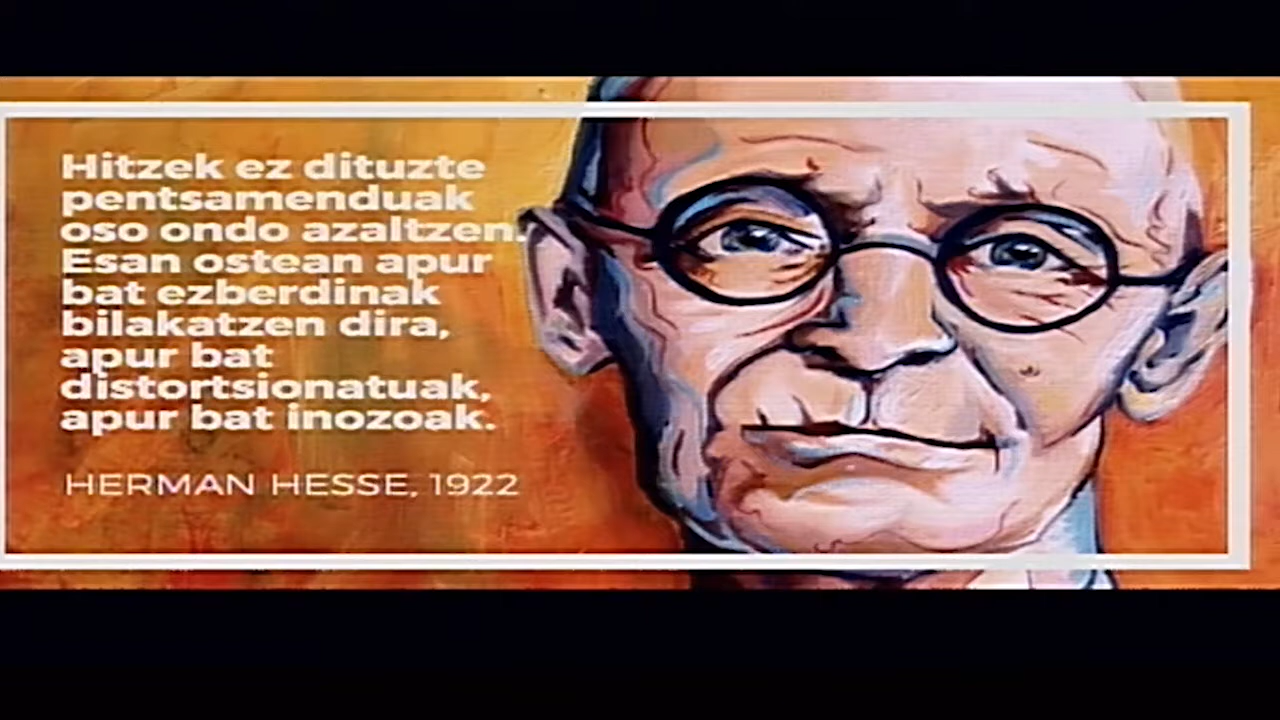 Hitzek ez dituzte
pentsamenduak
oso ondo azaltzen.
Esan ostean apur
bat ezberdinak
bilakatzen dira,
apur bat
distortsionatuak,
apur bat inozoak.
HERMAN HESSE, 1922